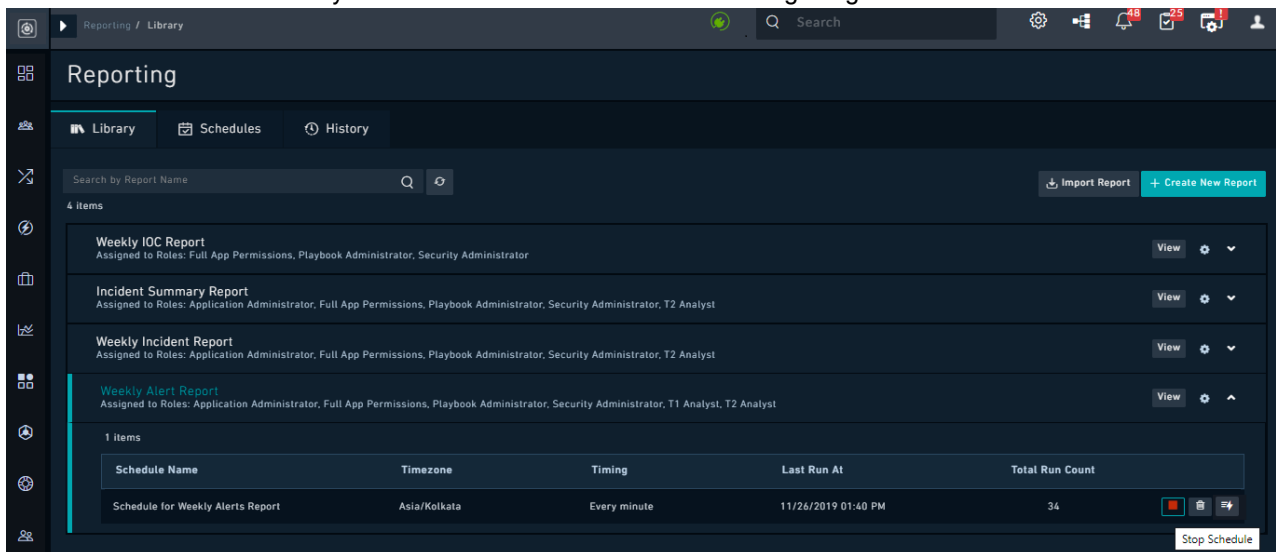 Reporting / Library
Search
48
25
!
Reporting
Library
Schedules
History
Search by Report Name
Import Report
+ Create New Report
4 items
Weekly IOC Report
Assigned to Roles: Full App Permissions, Playbook Administrator, Security Administrator
View
Incident Summary Report
Assigned to Roles: Application Administrator, Full App Permissions, Playbook Administrator, Security Administrator, T2 Analyst
View
Weekly Incident Report
Assigned to Roles: Application Administrator, Full App Permissions, Playbook Administrator, Security Administrator, T2 Analyst
View
Weekly Alert Report
Assigned to Roles: Application Administrator, Full App Permissions, Playbook Administrator, Security Administrator, T1 Analyst, T2 Analyst
View
1 items
Schedule Name Timezone Timing Last Run At Total Run Count
Schedule for Weekly Alerts Report Asia/Kolkata Every minute 11/26/2019 01:40 PM 34
Stop Schedule